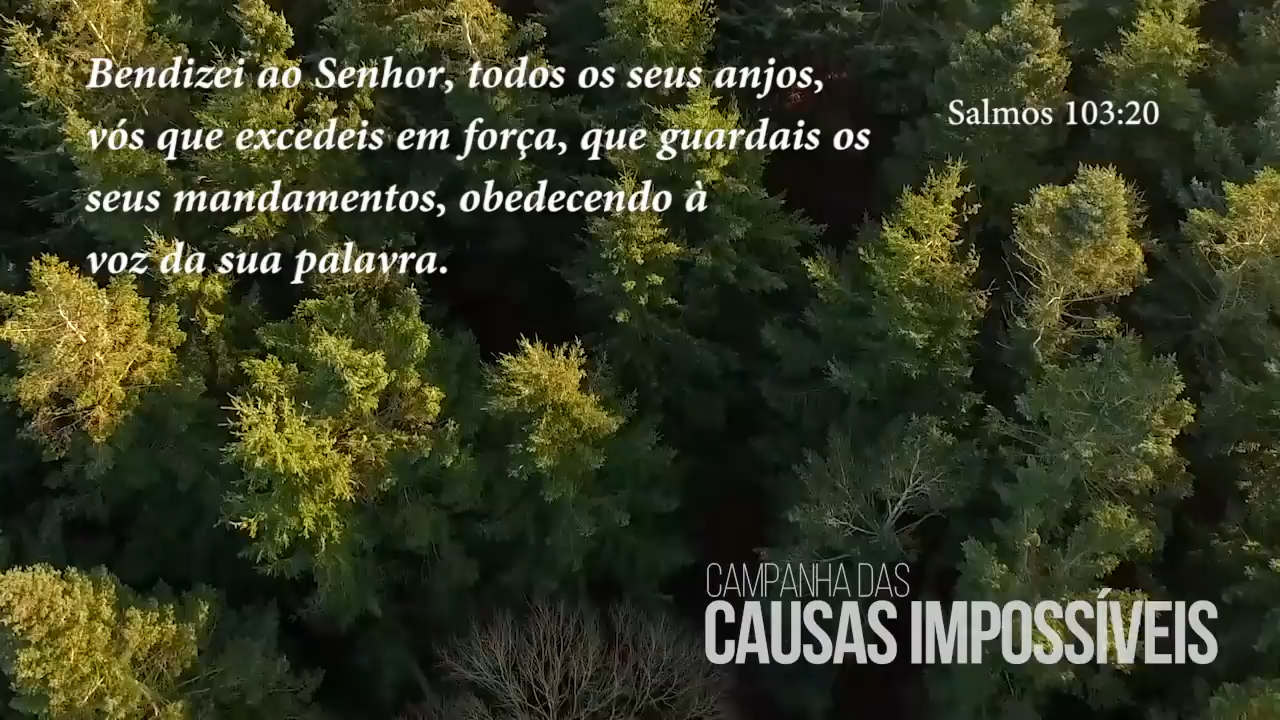 Bendizei ao Senhor, todos os seus anjos,
vós que excedeis em força, que guardais os
seus mandamentos, obedecendo à
voz da sua palavra.
Salmos 103:20
CAMPANHA DAS
CAUSAS IMPOSSÍVEIS